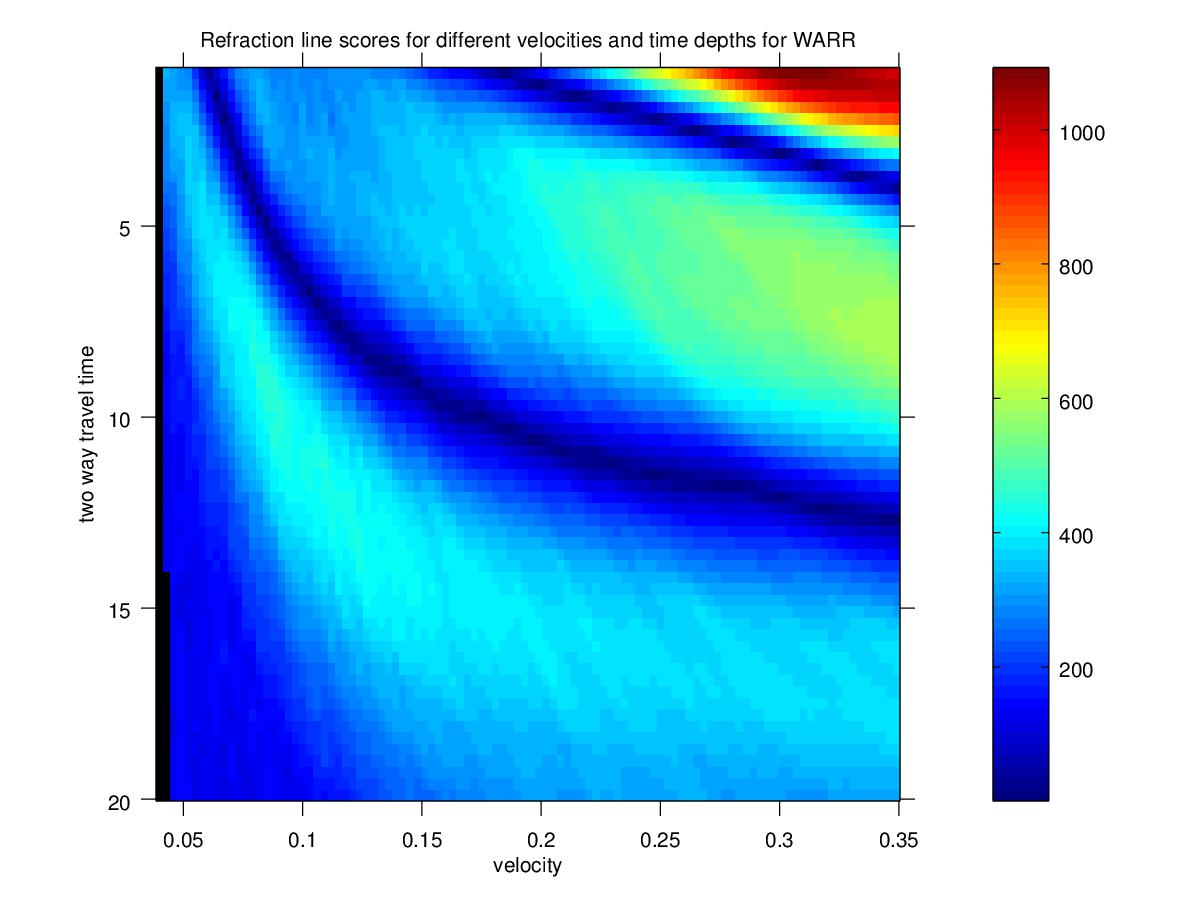 Refraction line scores for different velocities and time depths for WARR
two way travel time
5
10
15
20
0.05 0.1 0.15 0.2 0.25 0.3 0.35
velocity
1000
800
600
400
200